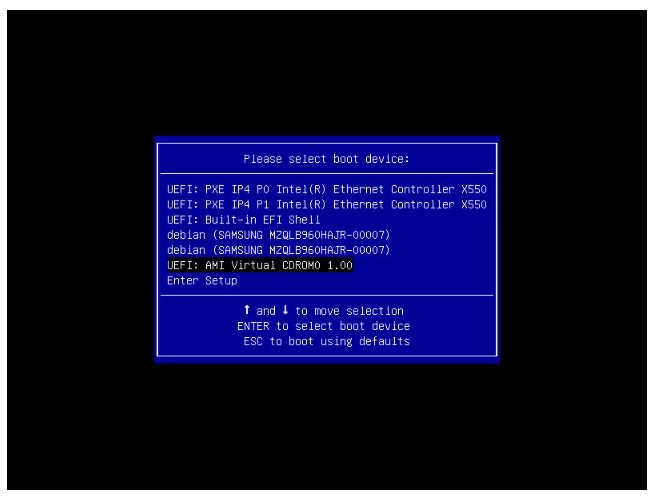 Please select boot device:
UEFI: PXE IP4 P0 Intel(R) Ethernet Controller X550
UEFI: PXE IP4 P1 Intel(R) Ethernet Controller X550
UEFI: Built-in EFI Shell
debian (SAMSUNG MZQLB960HAJR-00007)
debian (SAMSUNG MZQLB960HAJR-00007)
UEFI: AMI Virtual CDROM0 1.00
Enter Setup
↑ and ↓ to move selection
ENTER to select boot device
ESC to boot using defaults